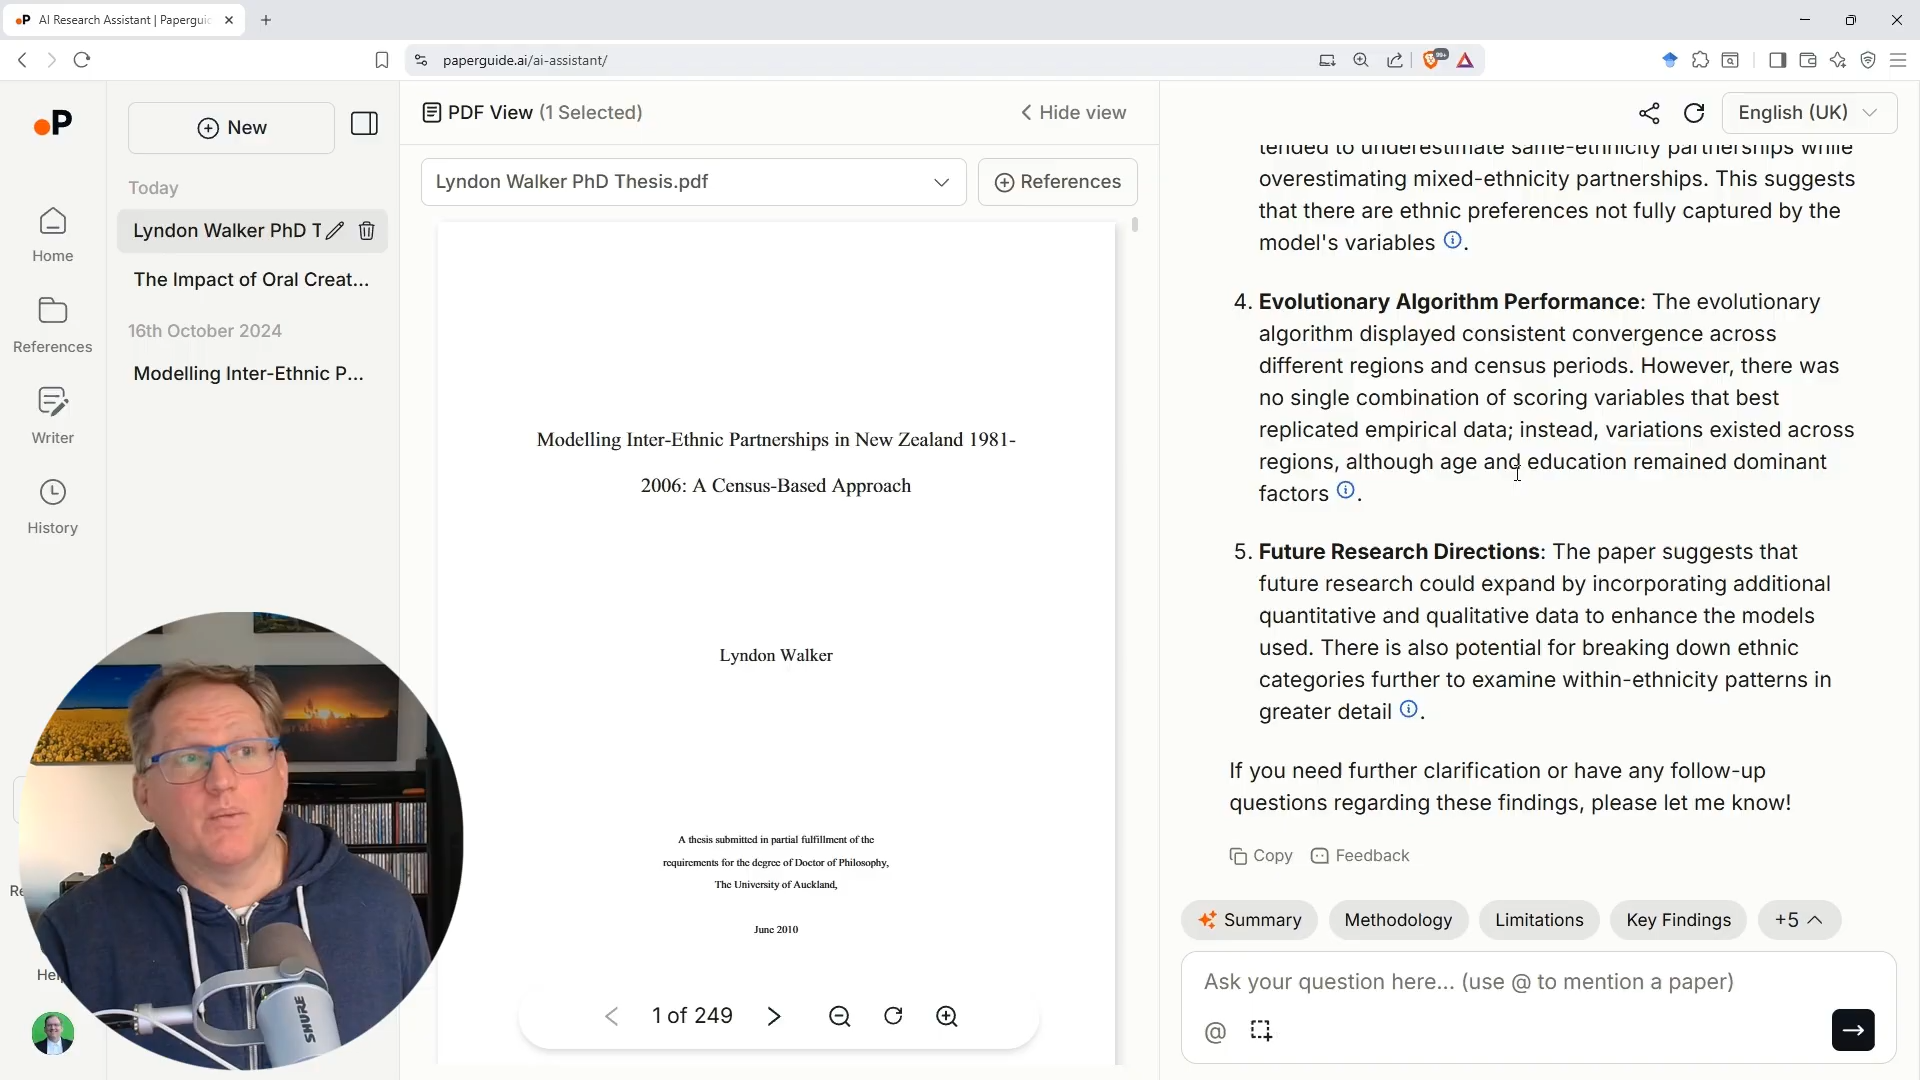 AI Research Assistant | Papergui
paperguide.ai/ai-assistant/
99+
P
New
Today
Lyndon Walker PhD T
The Impact of Oral Creat...
16th October 2024
Modelling Inter-Ethnic P...
Home
References
Writer
History
PDF View (1 Selected)
Hide view
Lyndon Walker PhD Thesis.pdf
References
Modelling Inter-Ethnic Partnerships in New Zealand 1981-
2006: A Census-Based Approach
Lyndon Walker
A thesis submitted in partial fulfillment of the
requirements for the degree of Doctor of Philosophy,
The University of Auckland,
June 2010
1 of 249
SHURE
English (UK)
tended to underestimate same-ethnicity partnerships while
overestimating mixed-ethnicity partnerships. This suggests
that there are ethnic preferences not fully captured by the
model's variables.
4. Evolutionary Algorithm Performance: The evolutionary
algorithm displayed consistent convergence across
different regions and census periods. However, there was
no single combination of scoring variables that best
replicated empirical data; instead, variations existed across
regions, although age and education remained dominant
factors.
5. Future Research Directions: The paper suggests that
future research could expand by incorporating additional
quantitative and qualitative data to enhance the models
used. There is also potential for breaking down ethnic
categories further to examine within-ethnicity patterns in
greater detail.
If you need further clarification or have any follow-up
questions regarding these findings, please let me know!
Copy
Feedback
Summary
Methodology
Limitations
Key Findings
+5
Ask your question here... (use @ to mention a paper)
@